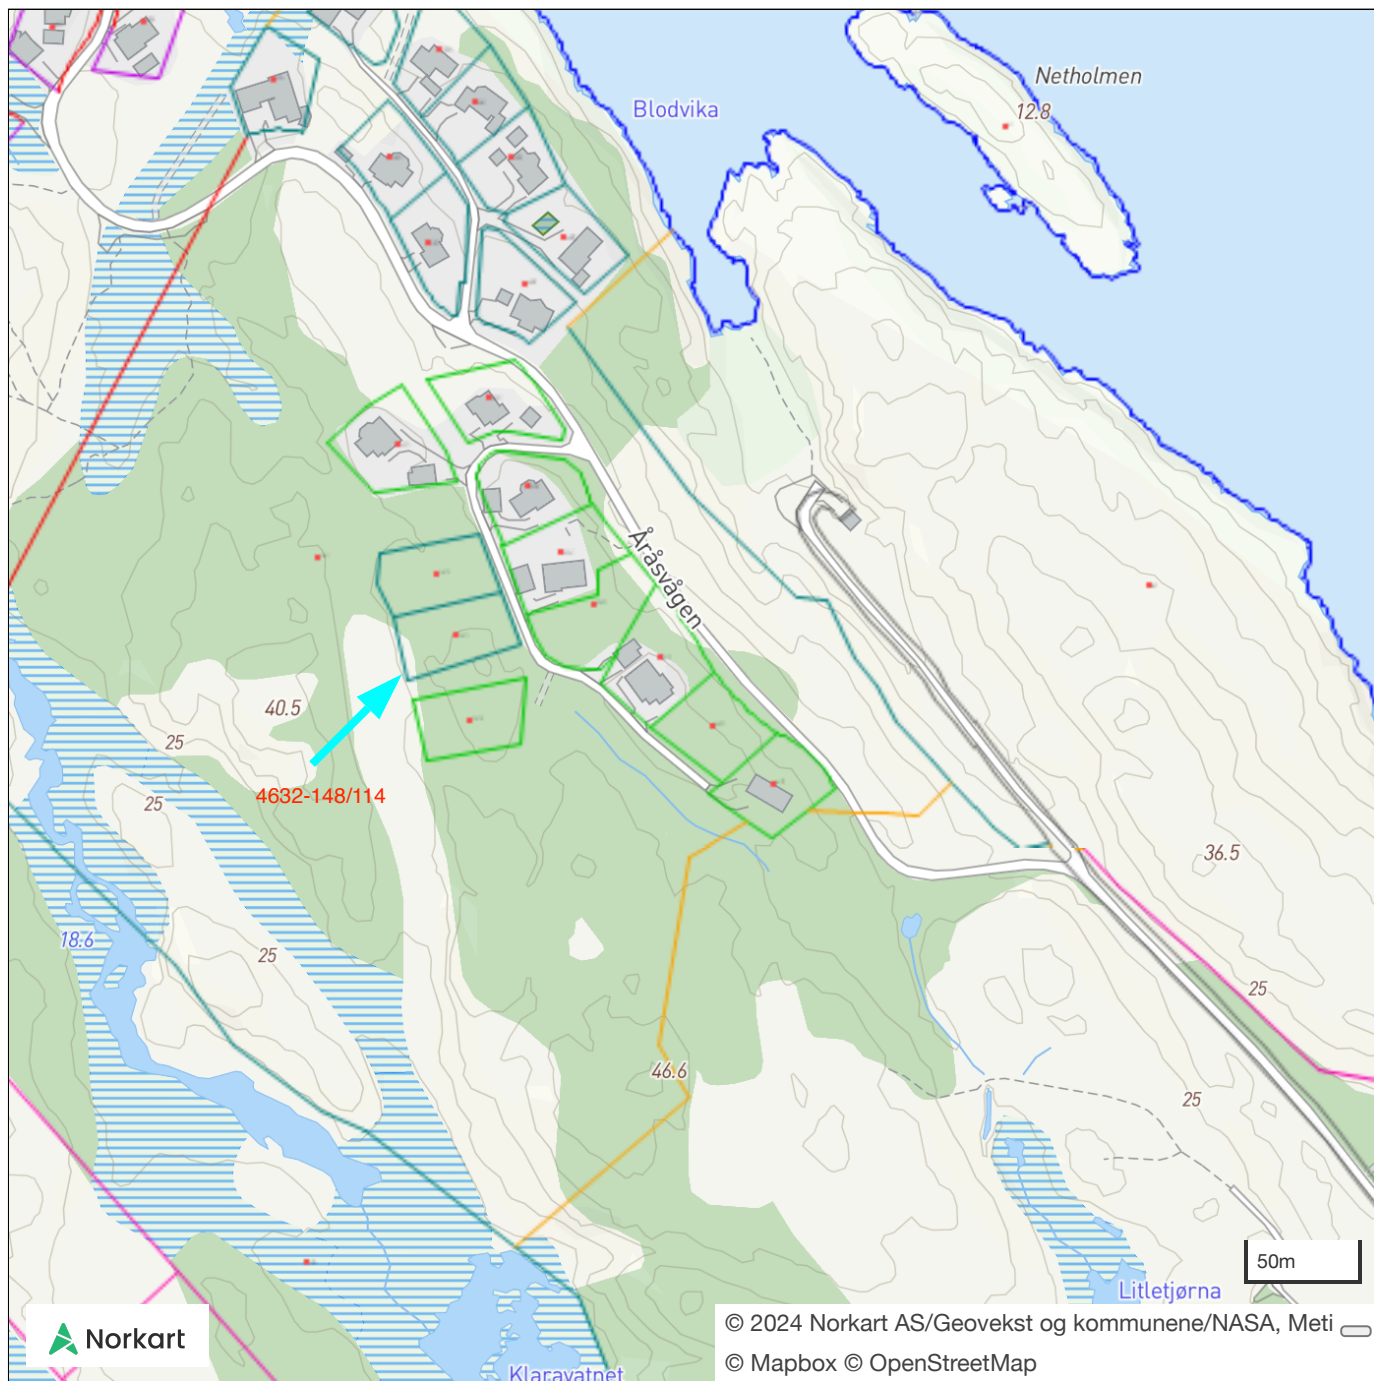 Netholmen
12.8
Blodvika
Åråsvågen
40.5
25
4632-148/114
25
36.5
18.6
25
25
46.6
25
50m
Litletjørna
Norkart
© 2024 Norkart AS/Geovekst og kommunene/NASA, Meti
© Mapbox © OpenStreetMap
Klaravatnet